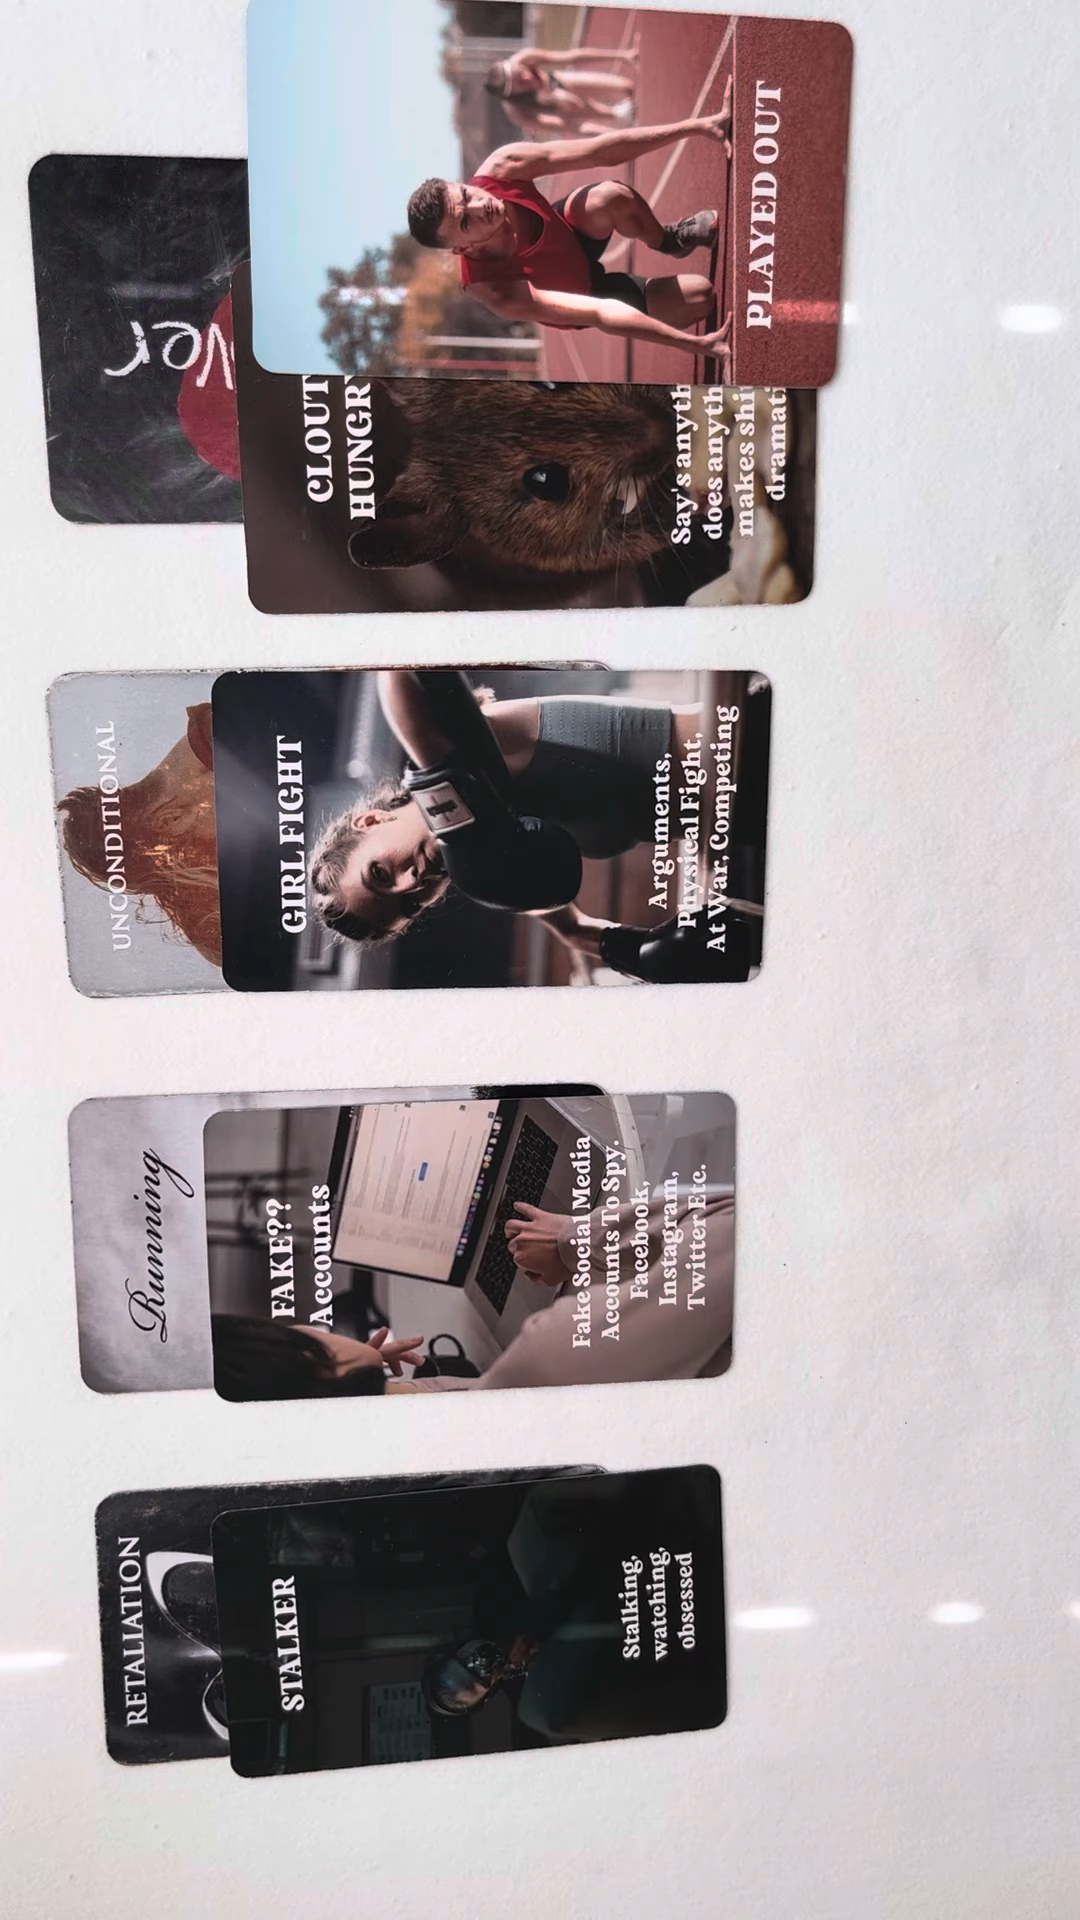 RETALIATION
STALKER
Stalking,
watching,
obsessed
Running
FAKE??
Accounts
Fake Social Media
Accounts To Spy.
Facebook,
Instagram,
Twitter Etc.
UNCONDITIONAL
GIRL FIGHT
Arguments,
Physical Fight,
At War, Competing
CLOUT
HUNGR
Say's anyth
does anyth
makes shi
dramati
PLAYED OUT